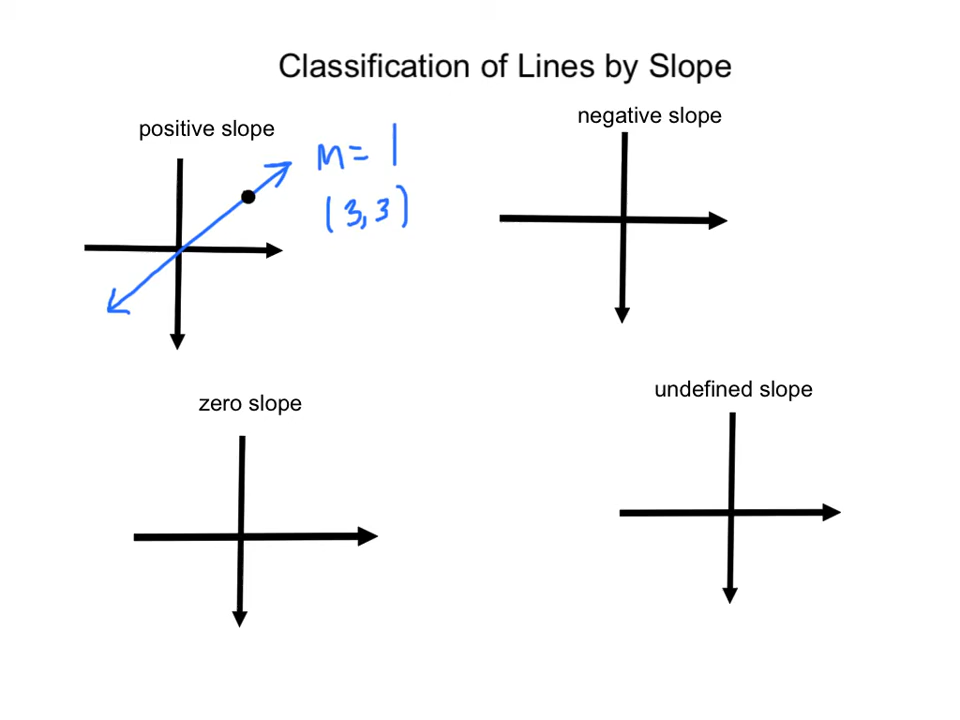 Classification of Lines by Slope
positive slope
m = 1
(3,3)
negative slope
zero slope
undefined slope